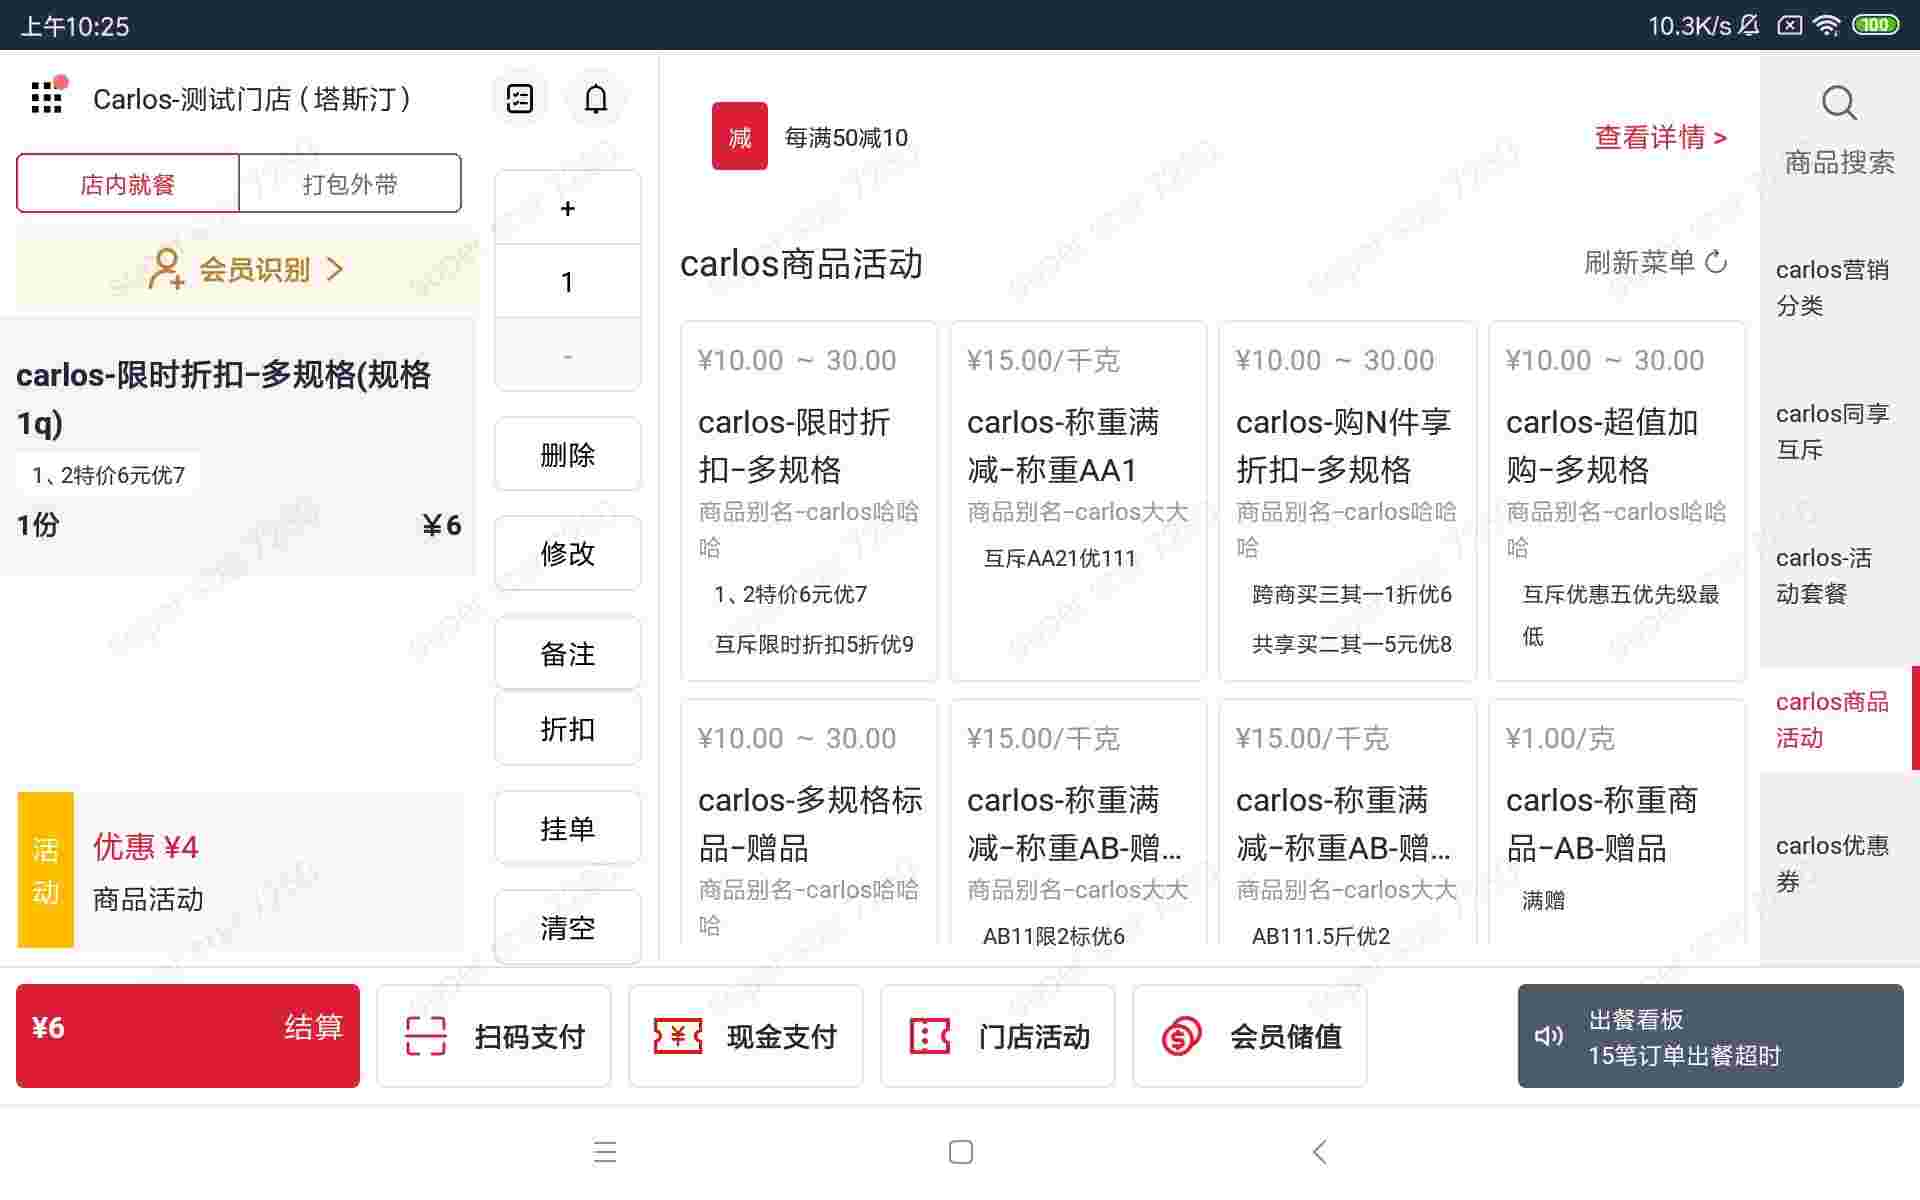 上午10:25
10.3K/s
100
Carlos-测试门店（塔斯汀）
店内就餐
打包外带
会员识别
carlos-限时折扣-多规格(规格
1q)
1、2特价6元优7
1份
¥6
活动
优惠 ¥4
商品活动
+
1
-
删除
修改
备注
折扣
挂单
清空
减
每满50减10
查看详情 >
carlos商品活动
刷新菜单
¥10.00 ~ 30.00
carlos-限时折
扣-多规格
商品别名-carlos哈哈
哈
1、2特价6元优7
互斥限时折扣5折优9
¥15.00/千克
carlos-称重满
减-称重AA1
商品别名-carlos大大
互斥AA21优111
¥10.00 ~ 30.00
carlos-购N件享
折扣-多规格
商品别名-carlos哈哈
哈
跨商买三其一1折优6
共享买二其一5元优8
¥10.00 ~ 30.00
carlos-超值加
购-多规格
商品别名-carlos哈哈
哈
互斥优惠五优先级最
低
¥10.00 ~ 30.00
carlos-多规格标
品-赠品
商品别名-carlos哈哈
哈
¥15.00/千克
carlos-称重满
减-称重AB-赠...
商品别名-carlos大大
AB11限2标优6
¥15.00/千克
carlos-称重满
减-称重AB-赠...
商品别名-carlos大大
AB111.5斤优2
¥1.00/克
carlos-称重商
品-AB-赠品
满赠
商品搜索
carlos营销
分类
carlos同享
互斥
carlos-活
动套餐
carlos商品
活动
carlos优惠
券
¥6
结算
扫码支付
现金支付
门店活动
会员储值
出餐看板
15笔订单出餐超时